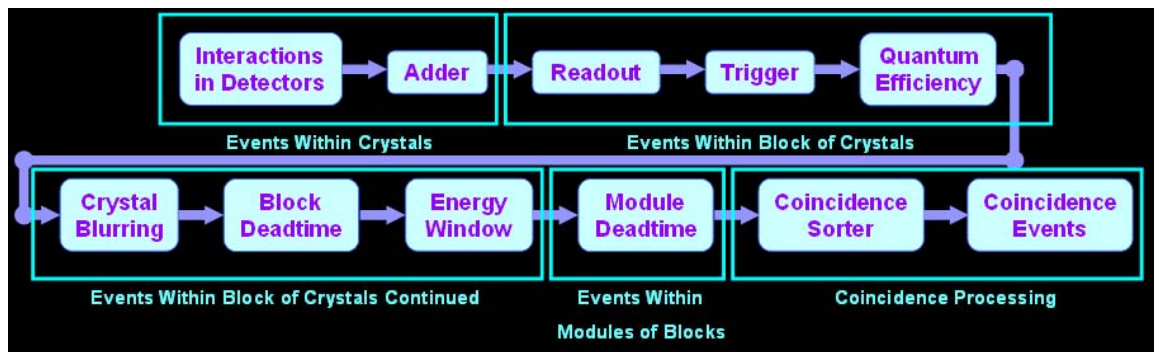 Interactions
in Detectors
Adder
Readout
Trigger
Quantum
Efficiency
Events Within Crystals
Events Within Block of Crystals
Crystal
Blurring
Block
Deadtime
Energy
Window
Module
Deadtime
Coincidence
Sorter
Coincidence
Events
Events Within Block of Crystals Continued
Events Within
Modules of Blocks
Coincidence Processing